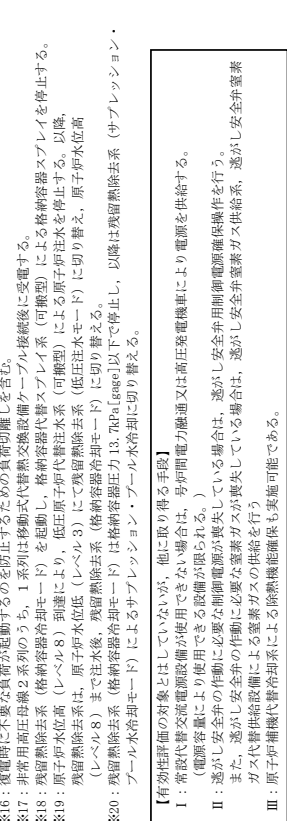 ※16：復電時に不要な負荷が起動するのを防止するための負荷切離しを含む。
※17：非常用高圧母線２系列のうち、１系列は移動式代替熱交換設備ケーブル接続後に受電する。
※18：残留熱除去系（格納容器冷却モード）を起動し，格納容器代替スプレイ系（可搬型）による格納容器スプレイを停止する。
※19：原子炉水位高（レベル８）到達により，低圧原子炉代替注水系（可搬型）による原子炉注水を停止する。以降，
残留熱除去系は，原子炉水位低（レベル３）にて残留熱除去系（低圧注水モード）に切り替え，原子炉水位高
（レベル８）まで注水後，残留熱除去系（格納容器冷却モード）に切り替える。
※20：残留熱除去系（格納容器冷却モード）は格納容器圧力 13.7kPa[gage]以下で停止し，以降は残留熱除去系（サプレッション・
プール水冷却モード）によるサプレッション・プール水冷却に切り替える。
【有効性評価の対象とはしていないが，他に取り得る手段】
Ⅰ：常設代替交流電源設備が使用できない場合は，号炉間電力融通又は高圧発電機車により電源を供給する。
（電源容量により使用できる設備が限られる。）
Ⅱ：逃がし安全弁の作動に必要な制御電源が喪失している場合は，逃がし安全弁用制御電源確保操作を行う。
また，逃がし安全弁の作動に必要な窒素ガスが喪失している場合は，逃がし安全弁窒素ガス供給系，逃がし安全弁窒素
ガス代替供給設備による窒素ガスの供給を行う
Ⅲ：原子炉補機代替冷却系による除熱機能確保も実施可能である。